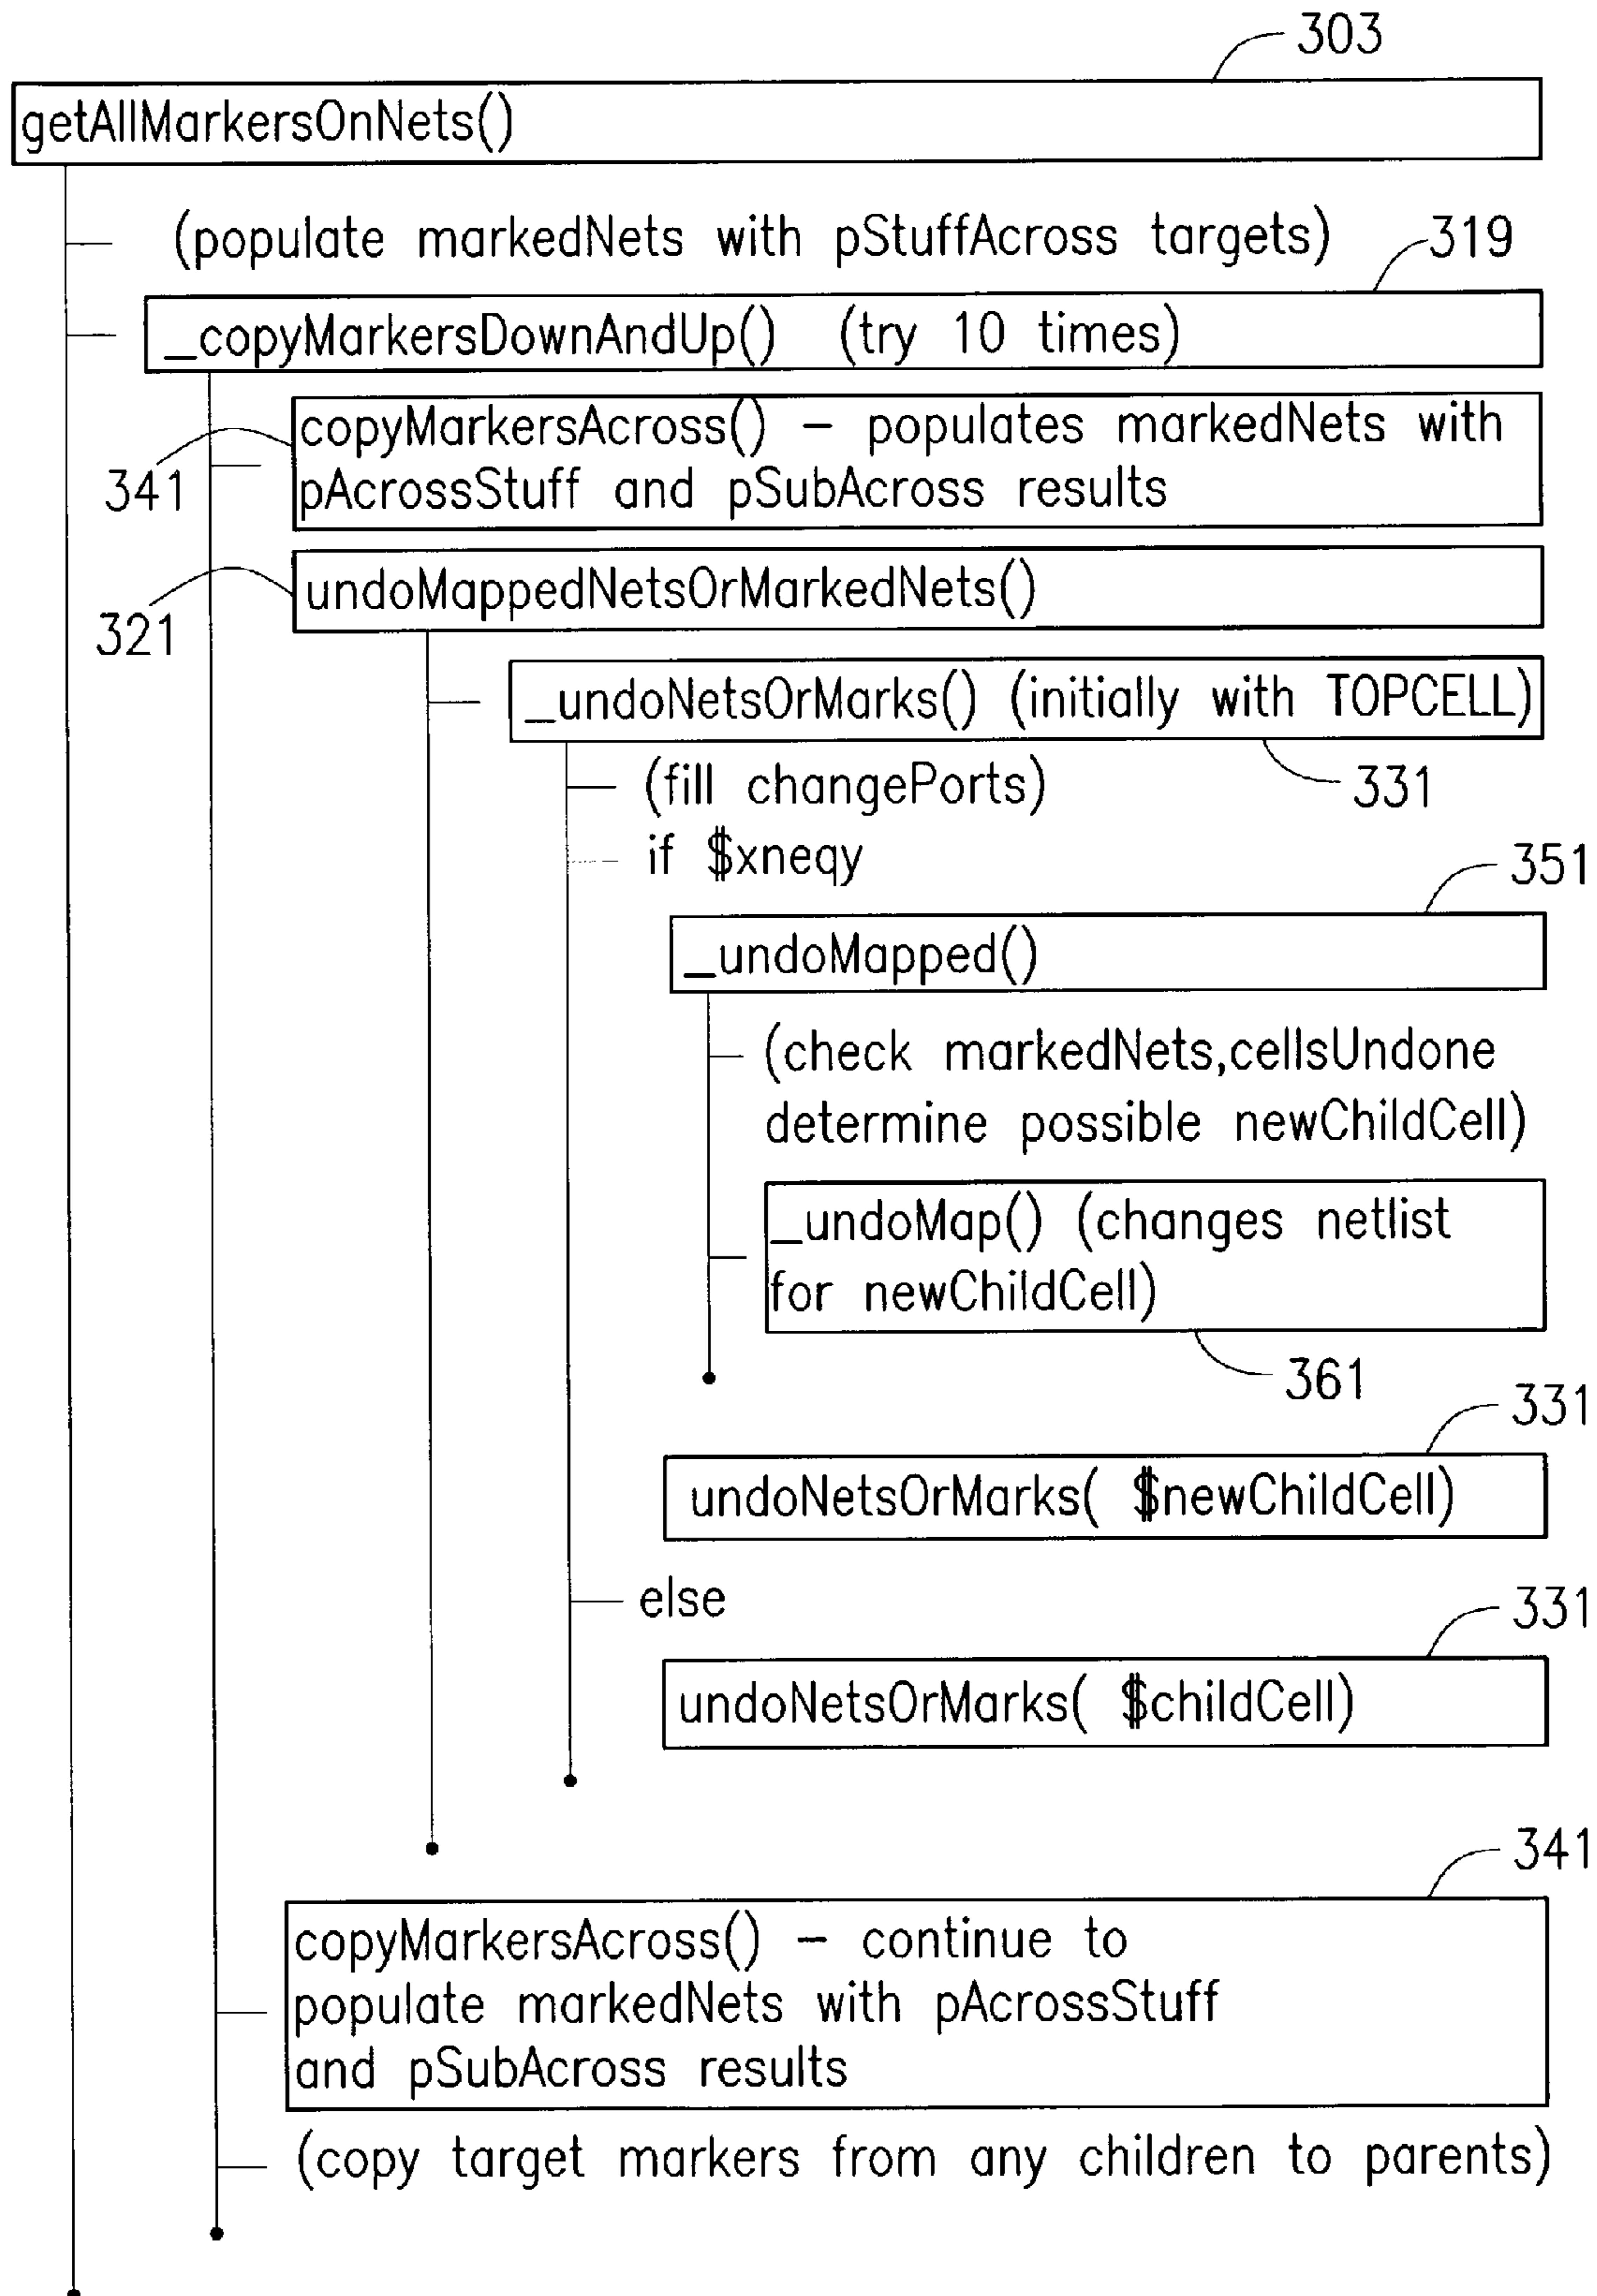 303
getAllMarkersOnNets()
(populate markedNets with pStuffAcross targets)
319
_copyMarkersDownAndUp() (try 10 times)
copyMarkersAcross() – populates markedNets with
pAcrossStuff and pSubAcross results
341
undoMappedNetsOrMarkedNets()
321
_undoNetsOrMarks() (initially with TOPCELL)
331
(fill changePorts)
if $xneqy
351
_undoMapped()
(check markedNets,cellsUndone
determine possible newChildCell)
_undoMap() (changes netlist
for newChildCell)
361
331
undoNetsOrMarks( $newChildCell)
else
331
undoNetsOrMarks( $childCell)
341
copyMarkersAcross() – continue to
populate markedNets with pAcrossStuff
and pSubAcross results
(copy target markers from any children to parents)